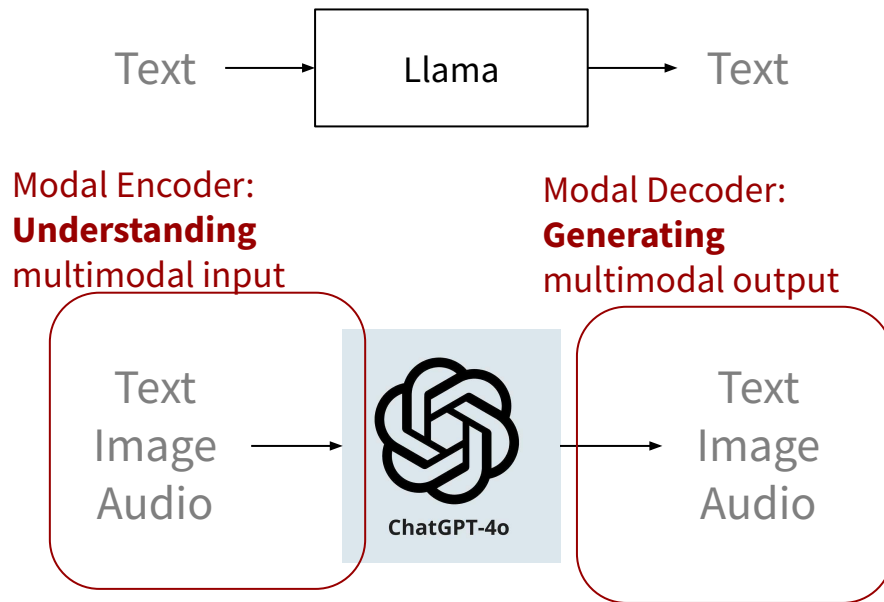 Text
Llama
Text
Modal Encoder:
Understanding
multimodal input
Modal Decoder:
Generating
multimodal output
Text
Image
Audio
ChatGPT-4o
Text
Image
Audio